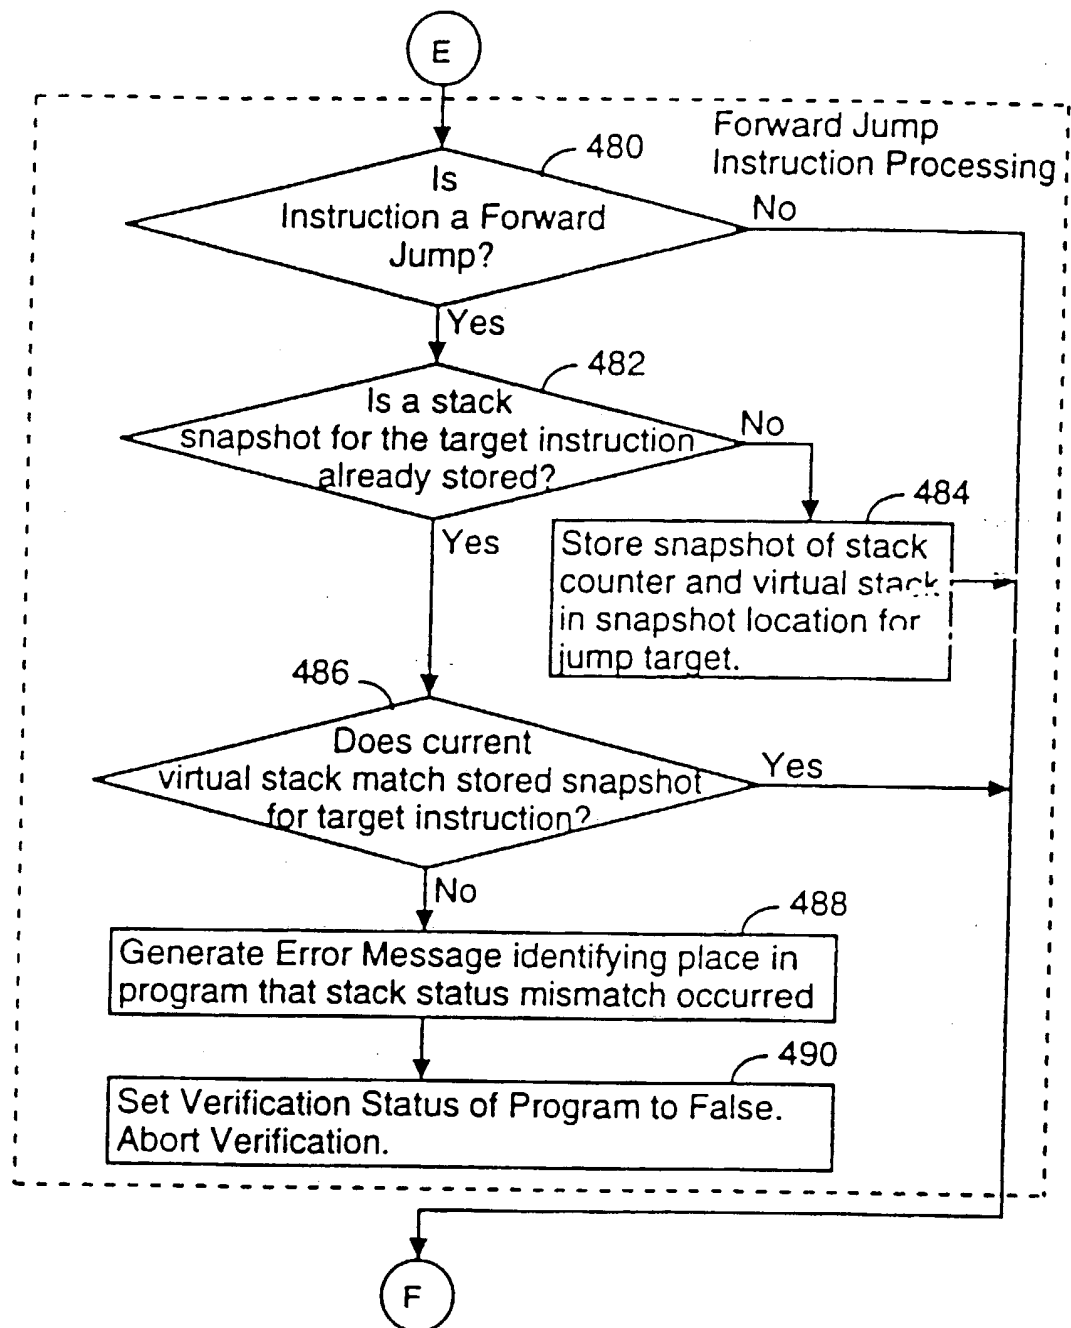 E
Forward Jump
Instruction Processing
480
Is
Instruction a Forward
Jump?
No
Yes
482
Is a stack
snapshot for the target instruction
already stored?
No
Yes
484
Store snapshot of stack
counter and virtual stack
in snapshot location for
jump target.
486
Does current
virtual stack match stored snapshot
for target instruction?
Yes
No
488
Generate Error Message identifying place in
program that stack status mismatch occurred
490
Set Verification Status of Program to False.
Abort Verification.
F